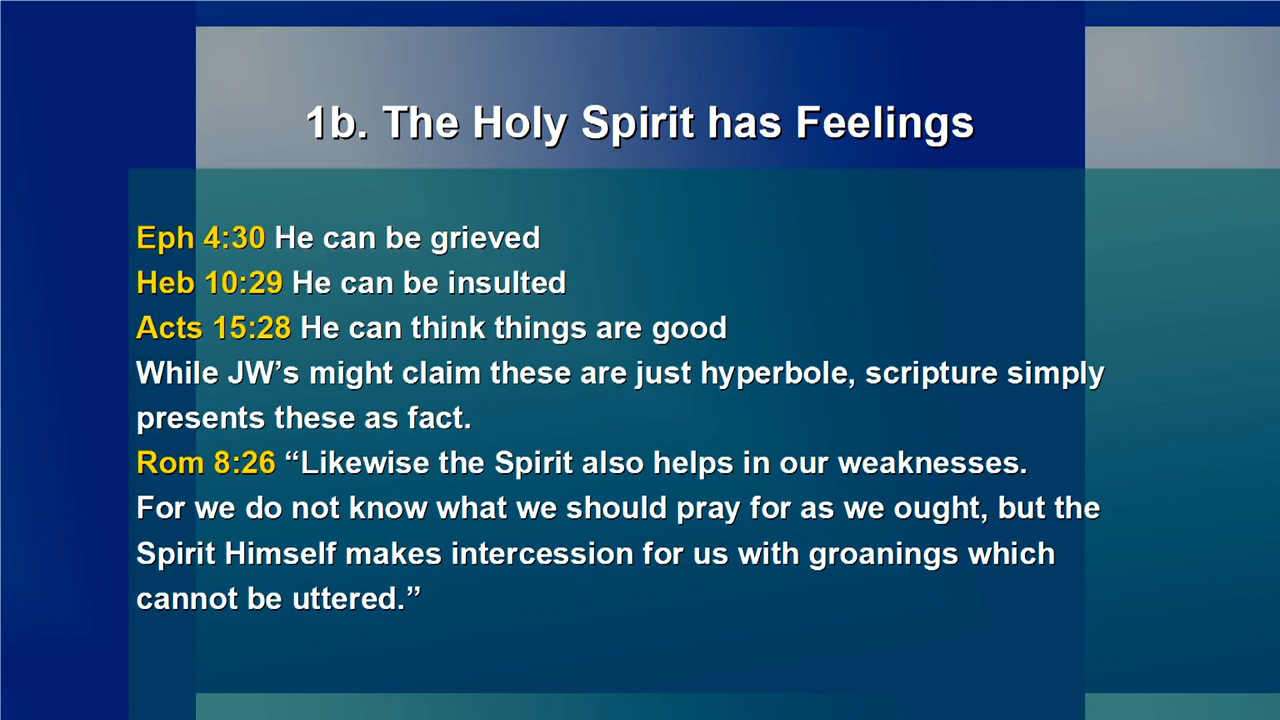 1b. The Holy Spirit has Feelings
Eph 4:30 He can be grieved
Heb 10:29 He can be insulted
Acts 15:28 He can think things are good
While JW’s might claim these are just hyperbole, scripture simply
presents these as fact.
Rom 8:26 “Likewise the Spirit also helps in our weaknesses.
For we do not know what we should pray for as we ought, but the
Spirit Himself makes intercession for us with groanings which
cannot be uttered.”